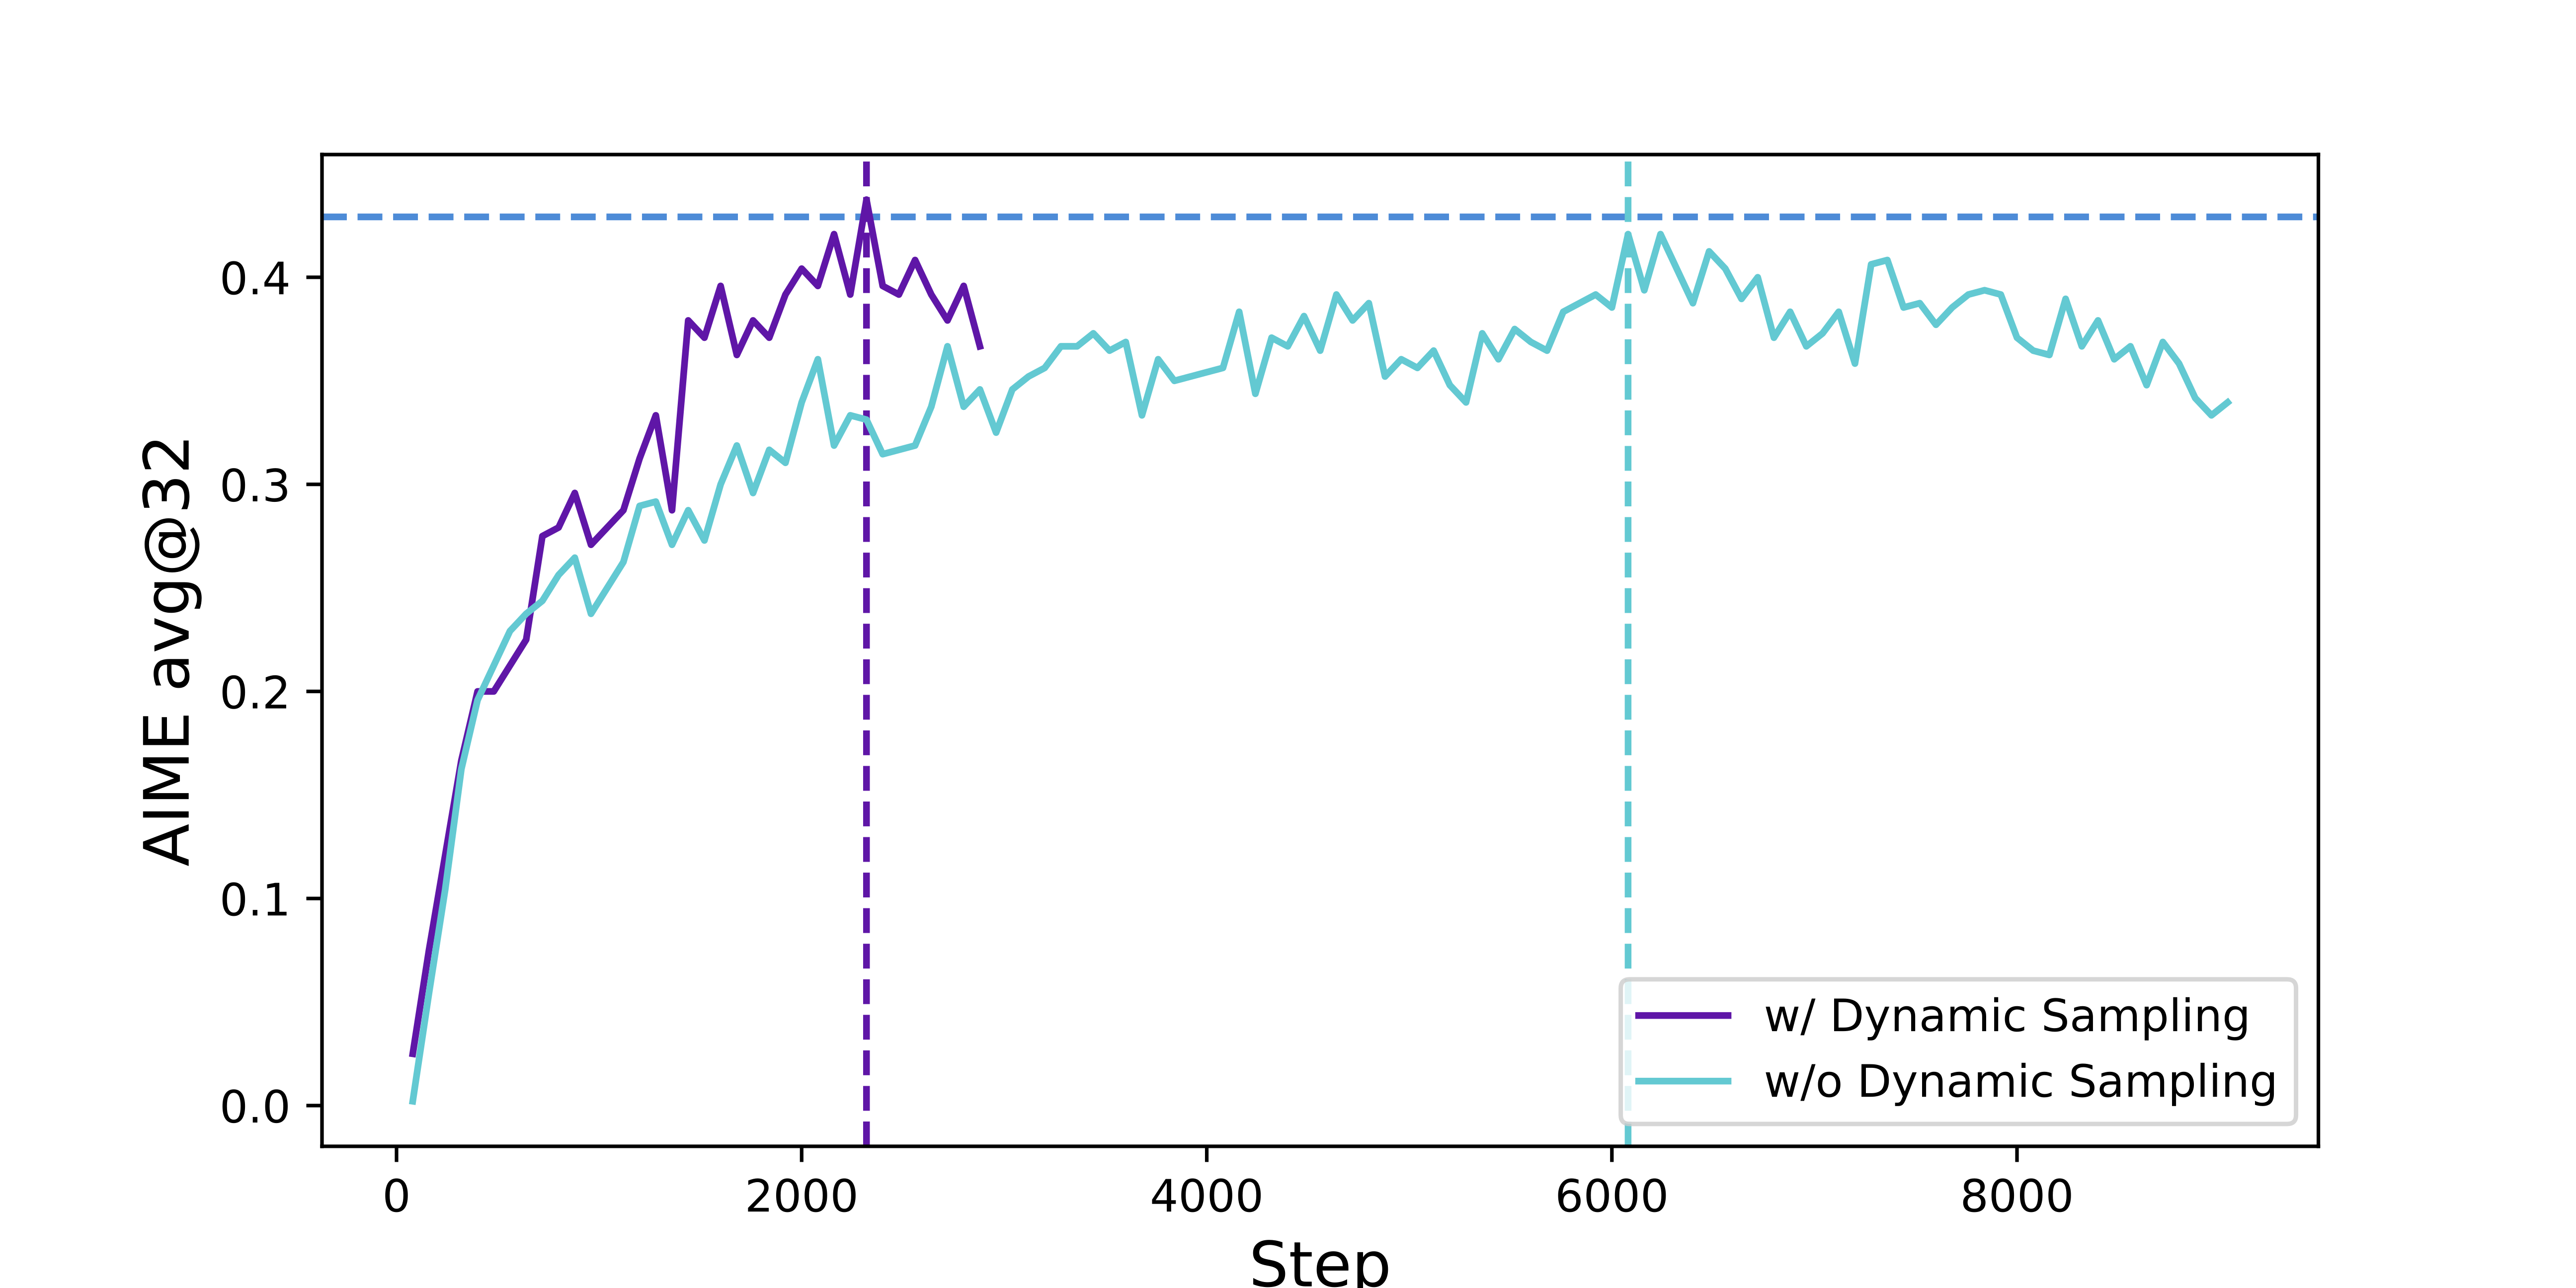 AIME avg@32
0.4
0.3
0.2
0.1
0.0
0 2000 4000 6000 8000
Step
w/ Dynamic Sampling
w/o Dynamic Sampling